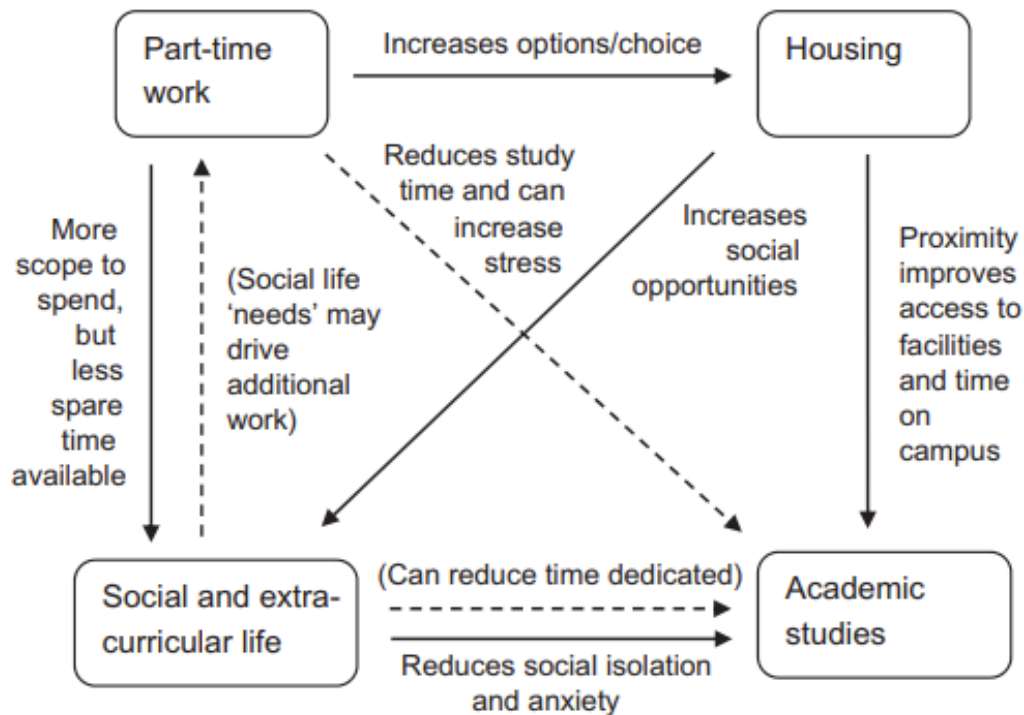 Part-time
work
Increases options/choice
Housing
Reduces study
time and can
increase
stress
Increases
social
opportunities
More
scope to
spend,
but
less
spare
time
available
(Social life
‘needs’ may
drive
additional
work)
Proximity
improves
access to
facilities
and time
on
campus
Social and extra-
curricular life
(Can reduce time dedicated)
Reduces social isolation
and anxiety
Academic
studies